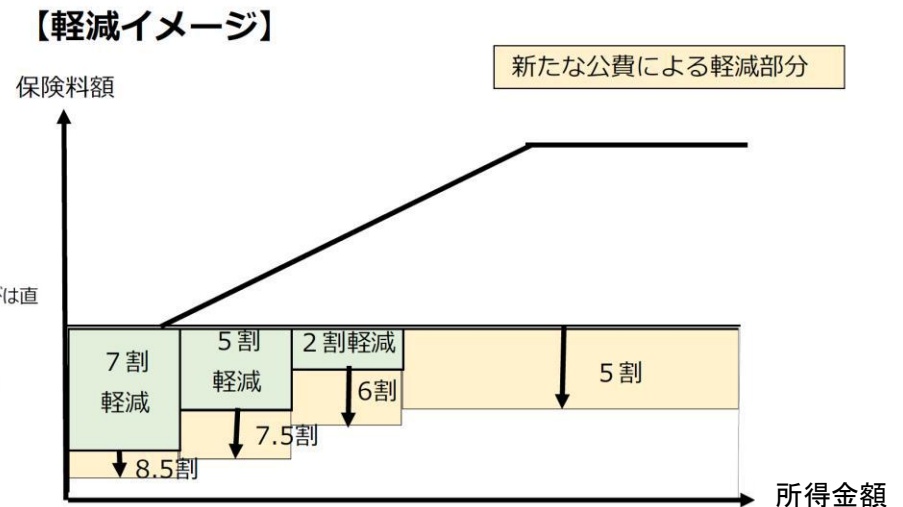 【軽減イメージ】
新たな公費による軽減部分
保険料額
は直
7割
軽減
5割
軽減
2割軽減
6割
5割
7.5割
8.5割
所得金額